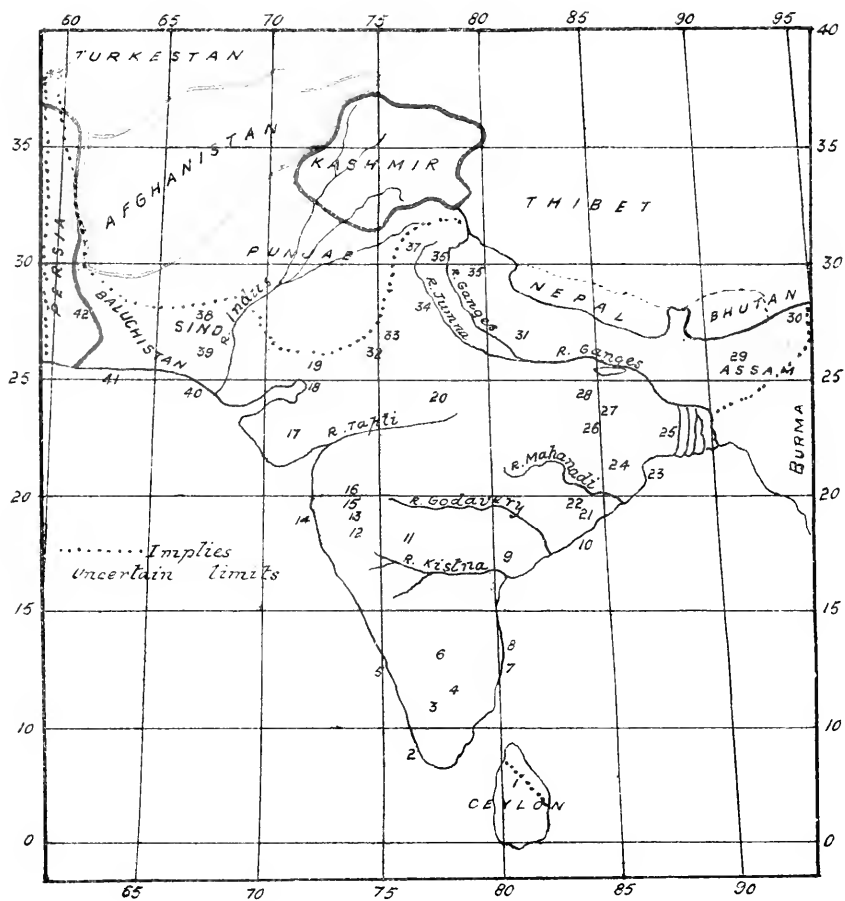 60 65 70 75 80 85 90 95
40 40
TURKESTAN
35 35
AFGHANISTAN
KASHMIR
THIBET
PERSIA
PUNJAB
37
36 35
30 30
R. Indus
R. Jumna
R. Ganges
NEPAL
BHUTAN
42
BALUCHISTAN
38
SIND
34
30
39
33
32
31
19
R. Ganges
29
ASSAM
25 25
41
40
18
20
28
27
17
R. Tapti
26
25
BURMA
R. Mahanadi
24
23
16
20 20
15
R. Godavery
22
21
14
13
12
11
10
.......Implies
uncertain limits
R. Kistna
9
15 15
6
8
5
7
4
3
10 10
2
1
CEYLON
0 0
65 70 75 80 85 90